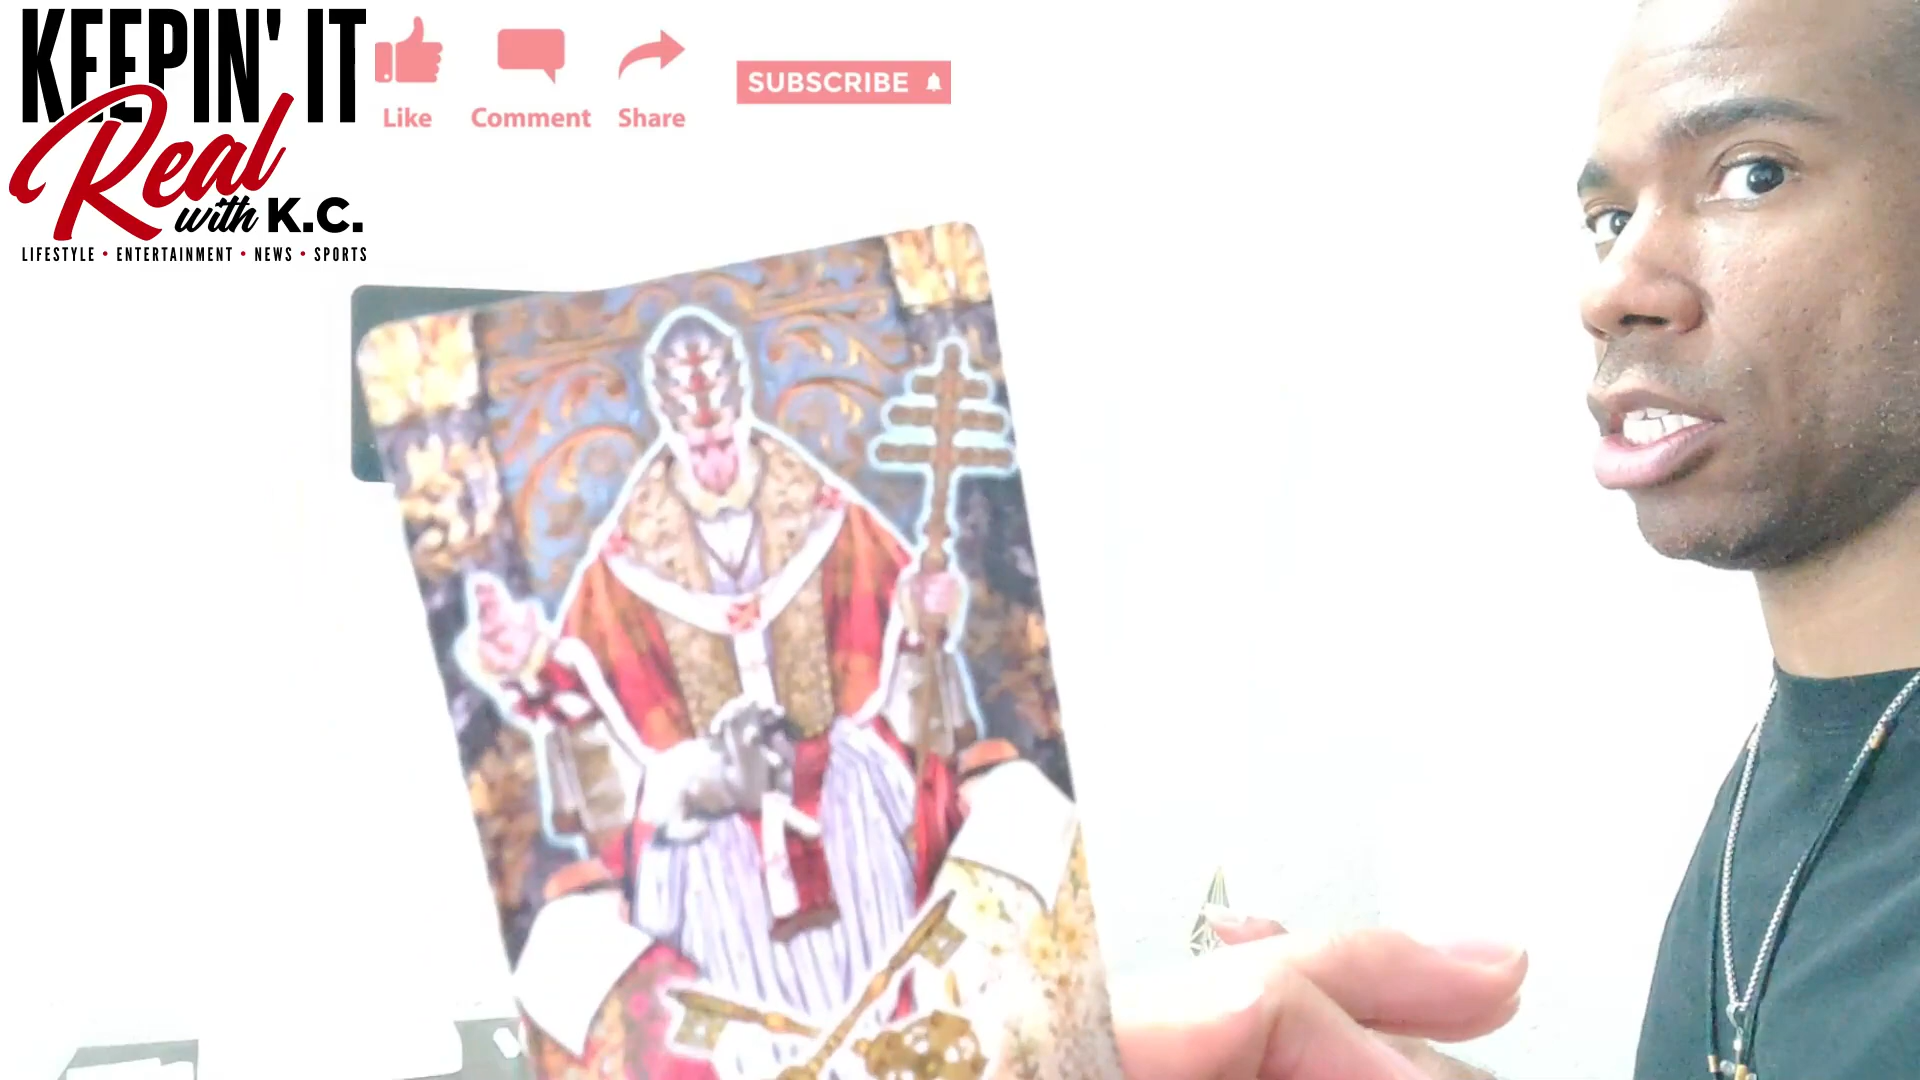 KEEPIN' IT
Real
with K.C.
LIFESTYLE • ENTERTAINMENT • NEWS • SPORTS
Like
Comment
Share
SUBSCRIBE